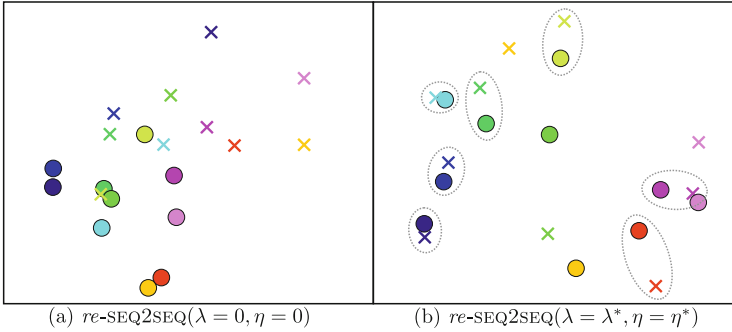 (a) re-SEQ2SEQ(λ = 0, η = 0)
(b) re-SEQ2SEQ(λ = λ*, η = η*)